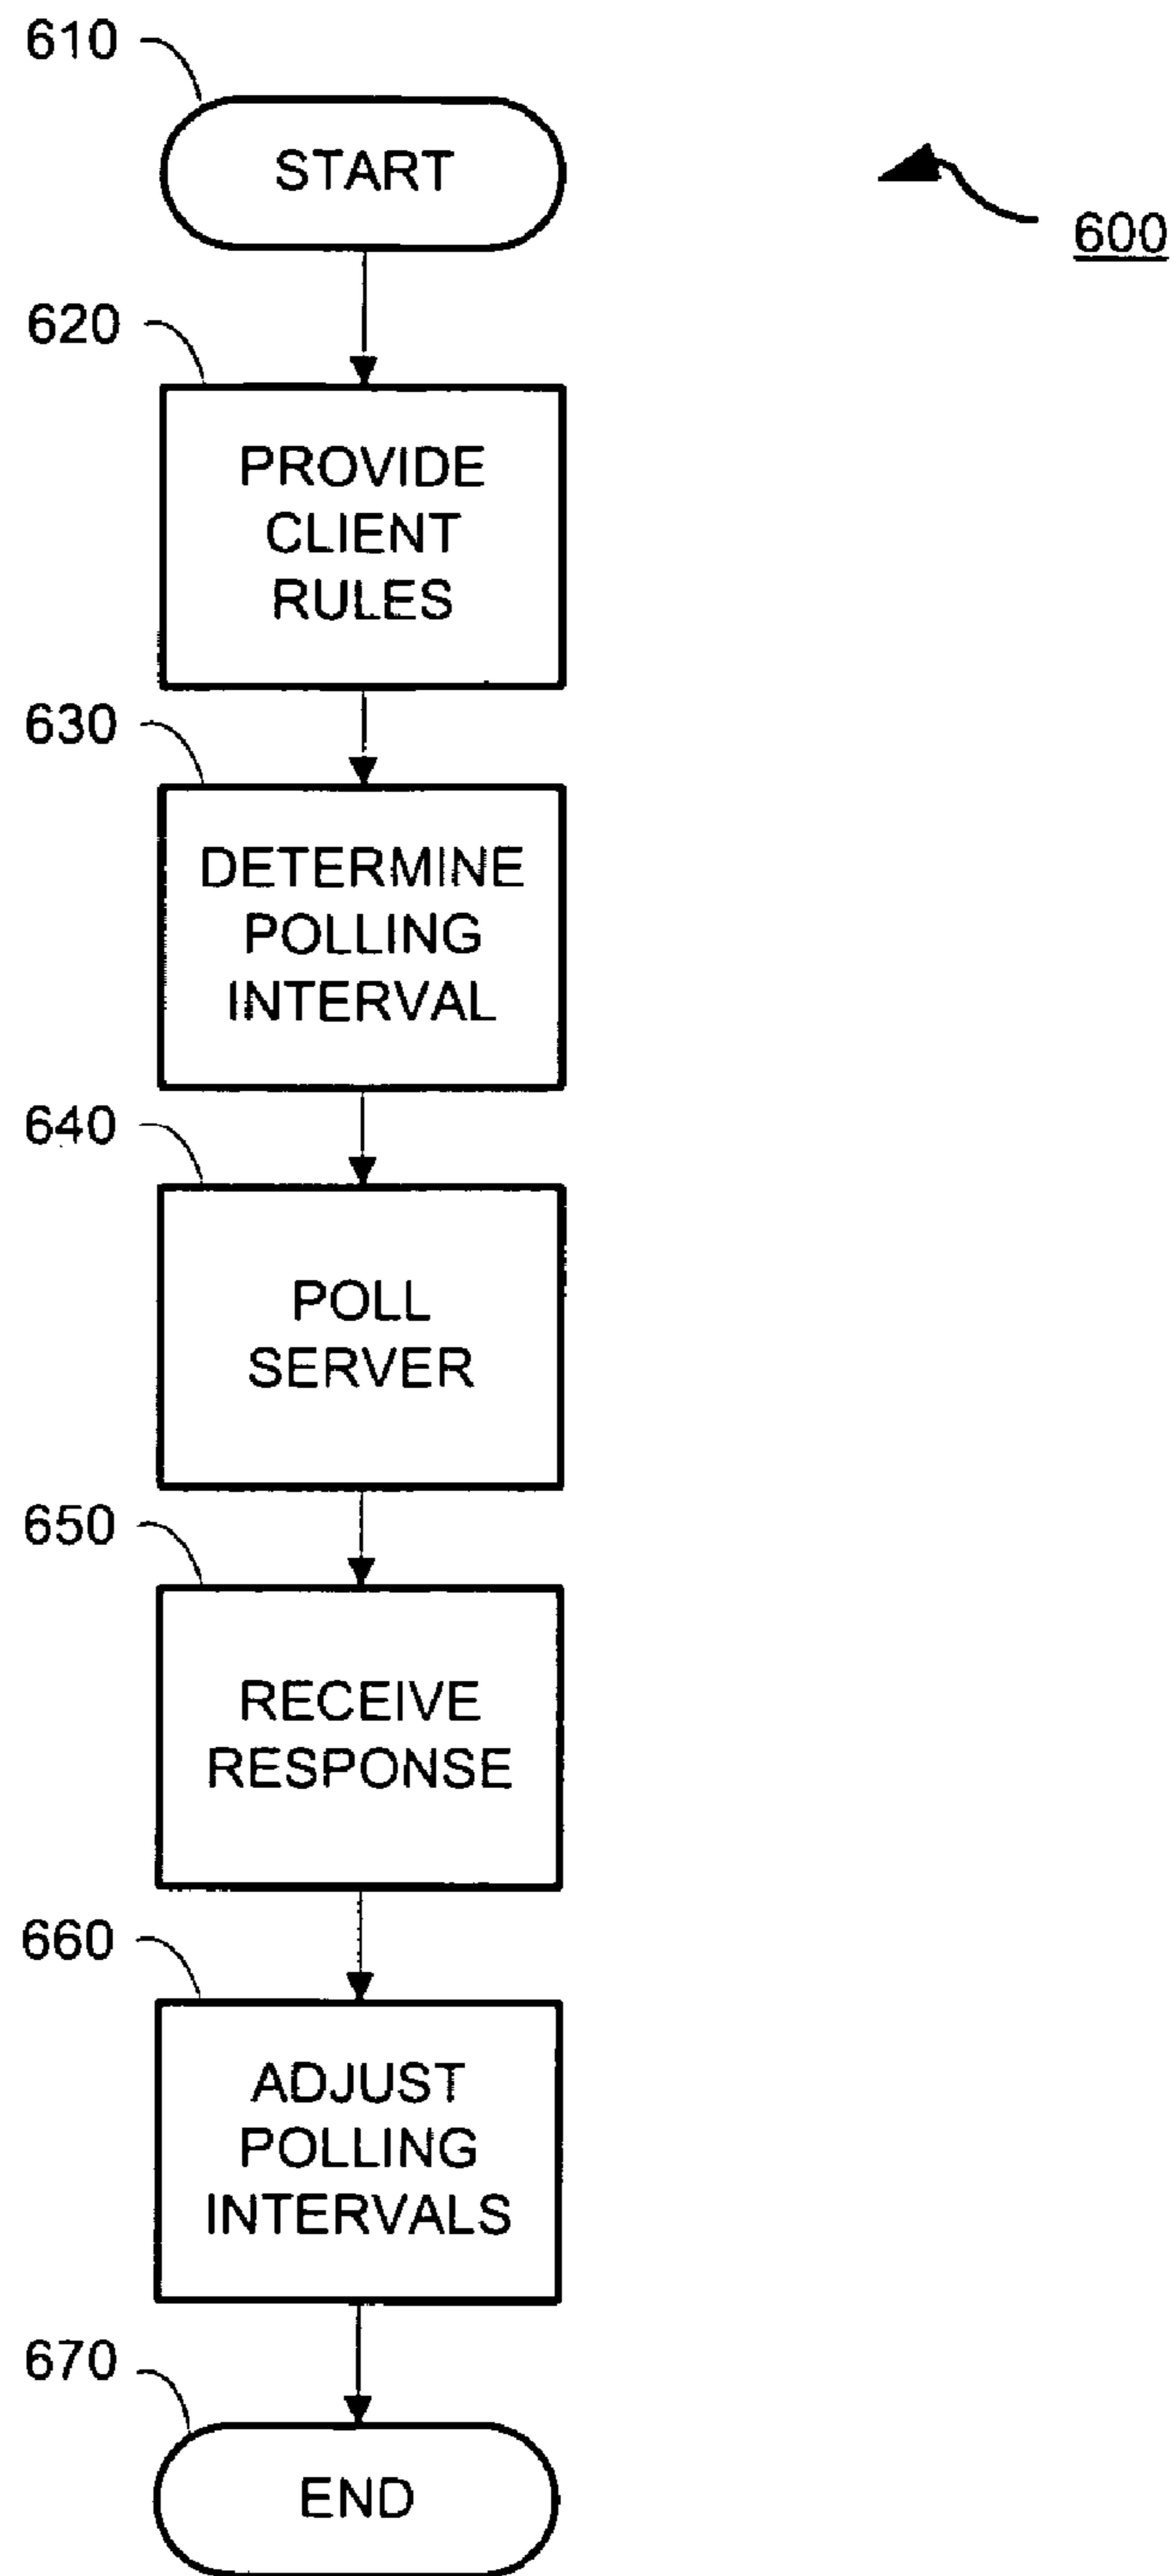 610
START
600
620
PROVIDE
CLIENT
RULES
630
DETERMINE
POLLING
INTERVAL
640
POLL
SERVER
650
RECEIVE
RESPONSE
660
ADJUST
POLLING
INTERVALS
670
END